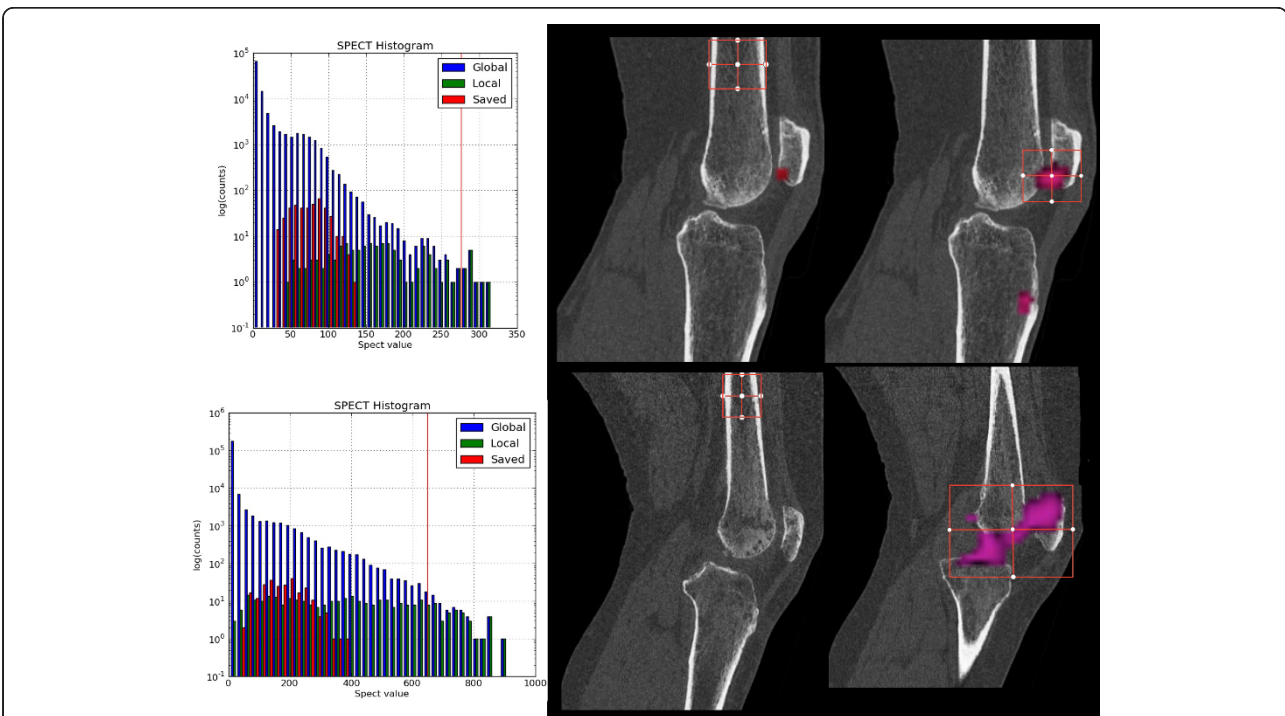 SPECT Histogram
10^5
10^4
10^3
10^2
10^1
10^0
10^-1
log(counts)
Global
Local
Saved
0 50 100 150 200 250 300 350
Spect value
SPECT Histogram
10^6
10^5
10^4
10^3
10^2
10^1
10^0
10^-1
log(counts)
Global
Local
Saved
0 200 400 600 800 1000
Spect value